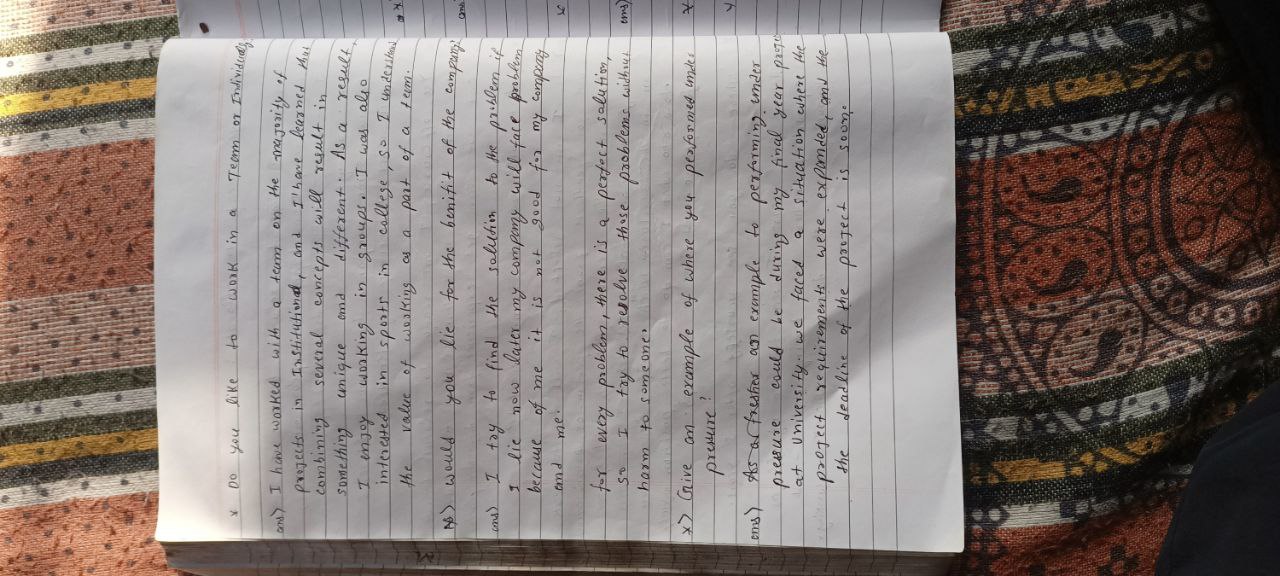 x Do you like to work in a Team or Individually.
ans) I have worked with a team on the majority of
projects in Institutional, and I'have learned that
combining several concepts will result in
something unique and different. As a result,
I enjoy working in groups. I was also
interested in sports in college, so I understand
the value of working as a part of a team.
would you lie for the benifit of the company?
ans) I try to find the solution to the problem if
I lie now later my company will face problem
because of me it is not good for my company
and me.
for every problem, there is a perfect solution,
so I try to resolve those problems without
harm to someone.
x) Give an example of where you performed under
pressure?
ans) As a fresher an example to performing under
pressure could be during my final year
at University. we faced a situation where the
project requirements were expanded, and the
the deadline of the project is soon.
x
ans)
x
ans)
x